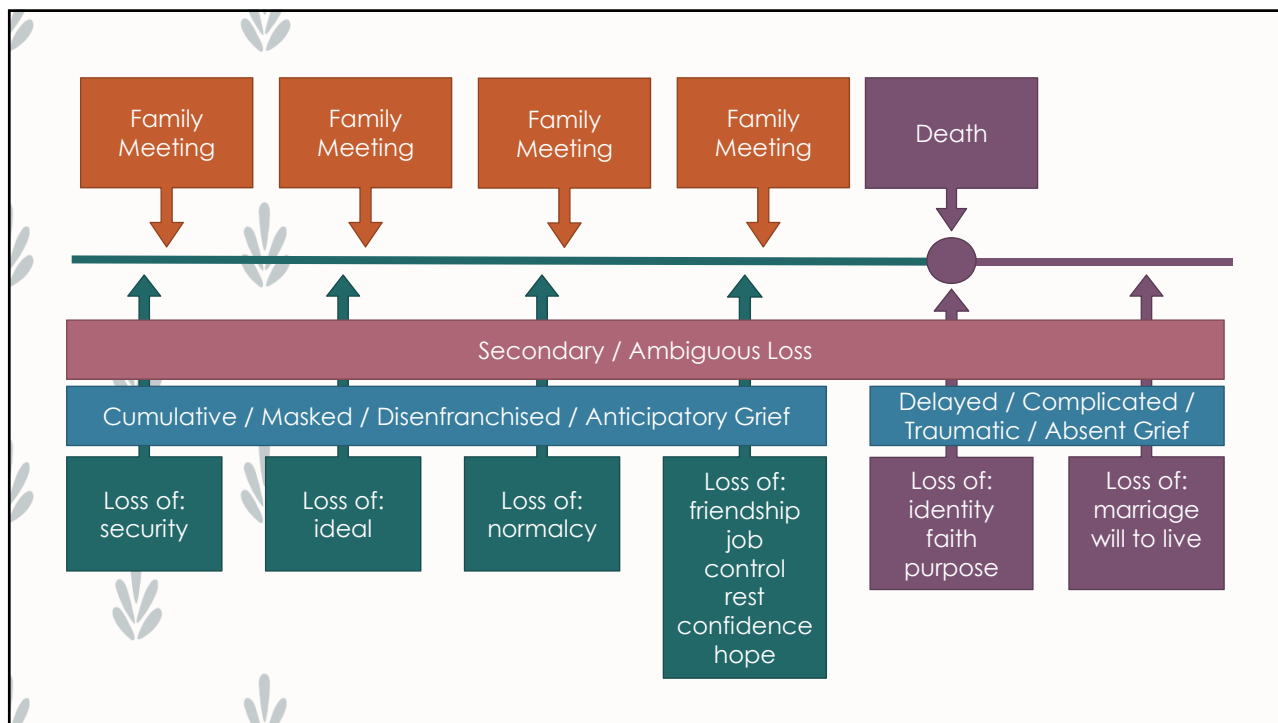 Family
Meeting
Family
Meeting
Family
Meeting
Family
Meeting
Death
Secondary / Ambiguous Loss
Cumulative / Masked / Disenfranchised / Anticipatory Grief
Delayed / Complicated /
Traumatic / Absent Grief
Loss of:
security
Loss of:
ideal
Loss of:
normalcy
Loss of:
friendship
job
control
rest
confidence
hope
Loss of:
identity
faith
purpose
Loss of:
marriage
will to live